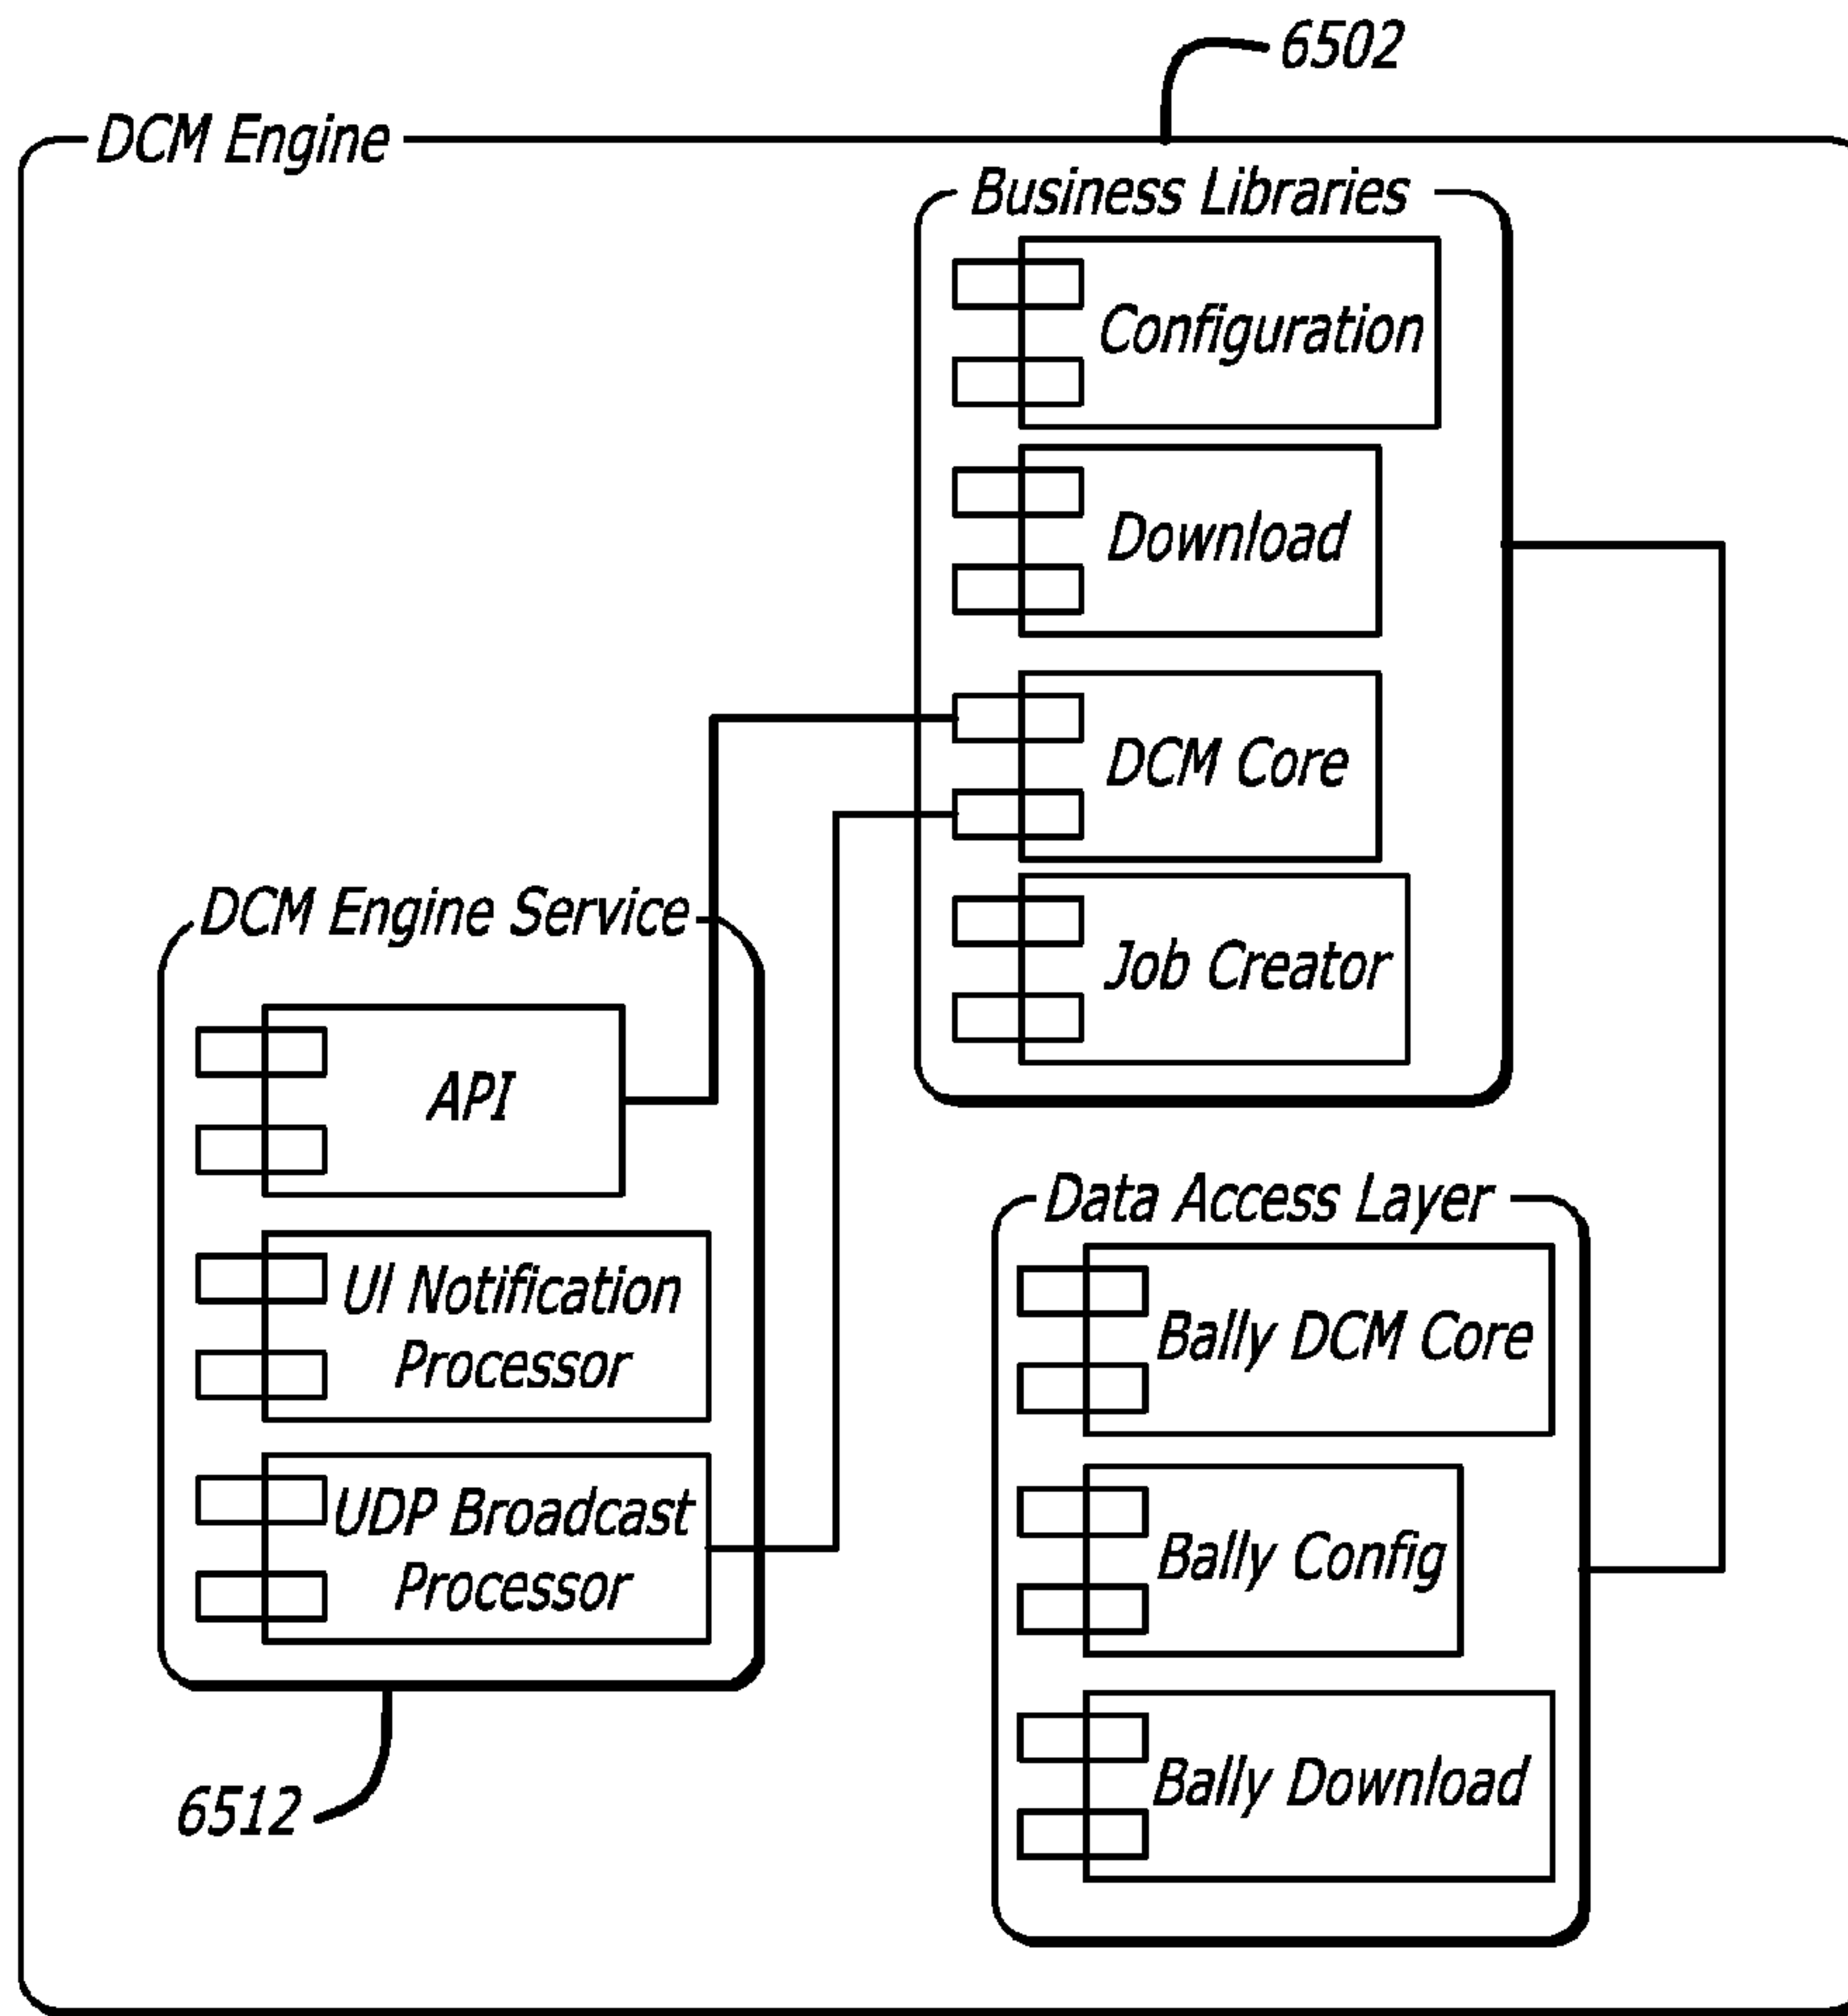 6502
DCM Engine
Business Libraries
Configuration
Download
DCM Core
Job Creator
DCM Engine Service
API
UI Notification
Processor
UDP Broadcast
Processor
6512
Data Access Layer
Bally DCM Core
Bally Config
Bally Download